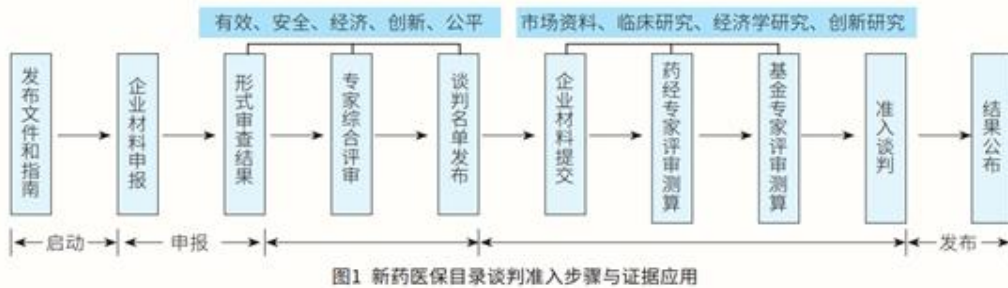 有效、安全、经济、创新、公平
市场资料、临床研究、经济学研究、创新研究
发布文件和指南
企业材料申报
形式审查结果
专家综合评审
谈判名单发布
企业材料提交
药经专家评审测算
基金专家评审测算
准入谈判
结果公布
启动
申报
发布
图1 新药医保目录谈判准入步骤与证据应用